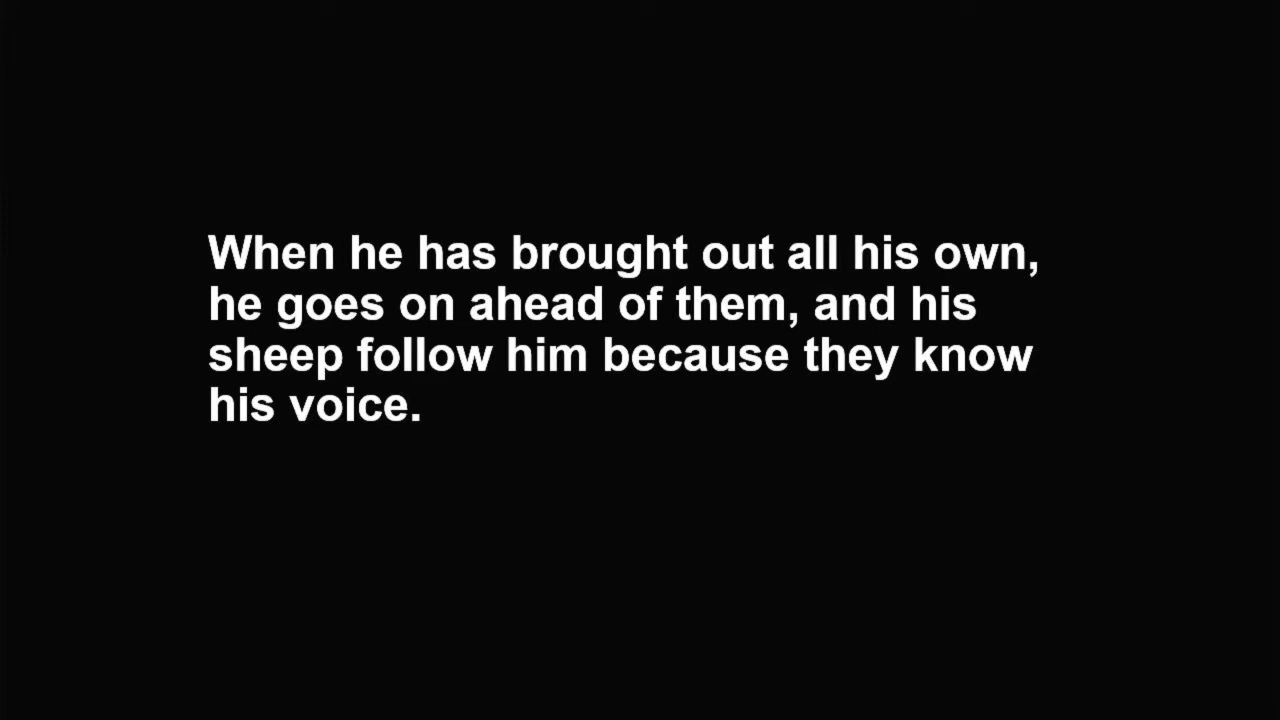 When he has brought out all his own,
he goes on ahead of them, and his
sheep follow him because they know
his voice.